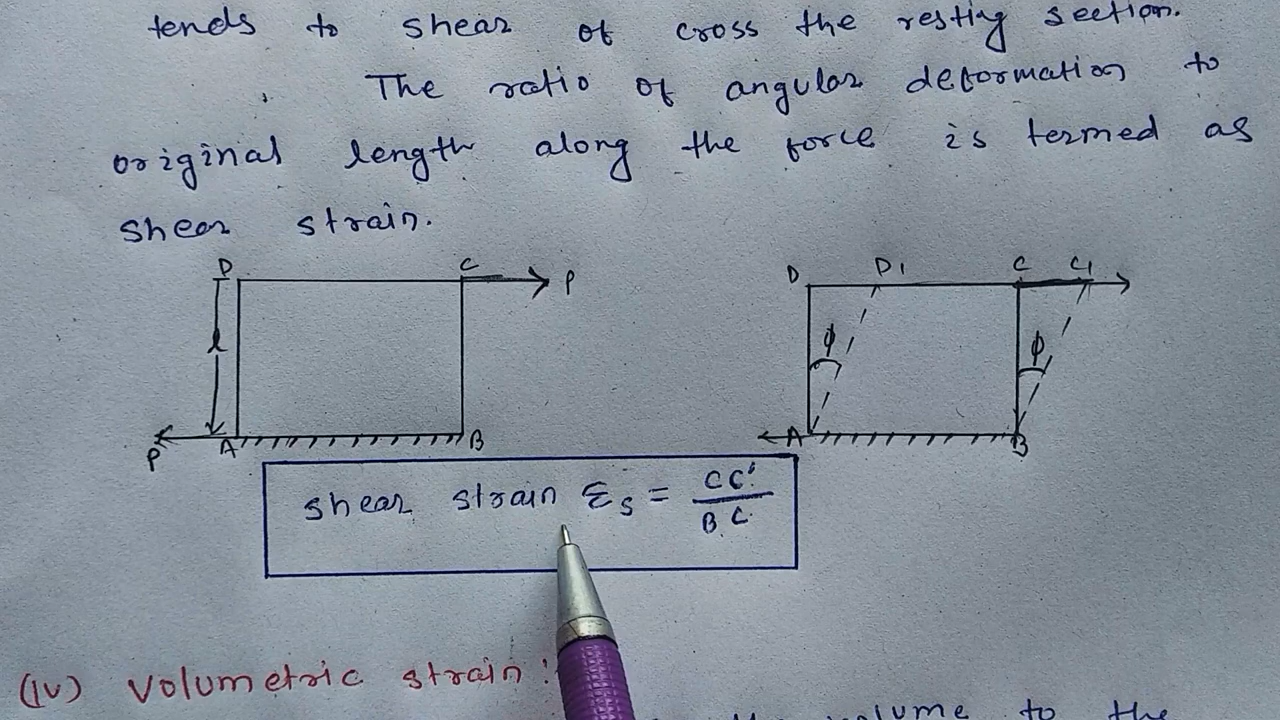 tends to shear of cross the resting section.
The ratio of angular deformation to
original length along the force is termed as
shear strain.
D C P
l
P A B
D D1 C C1
ϕ ϕ
A B
shear strain Ɛs = CC' / BC
(iv) Volumetric strain:
volume to the